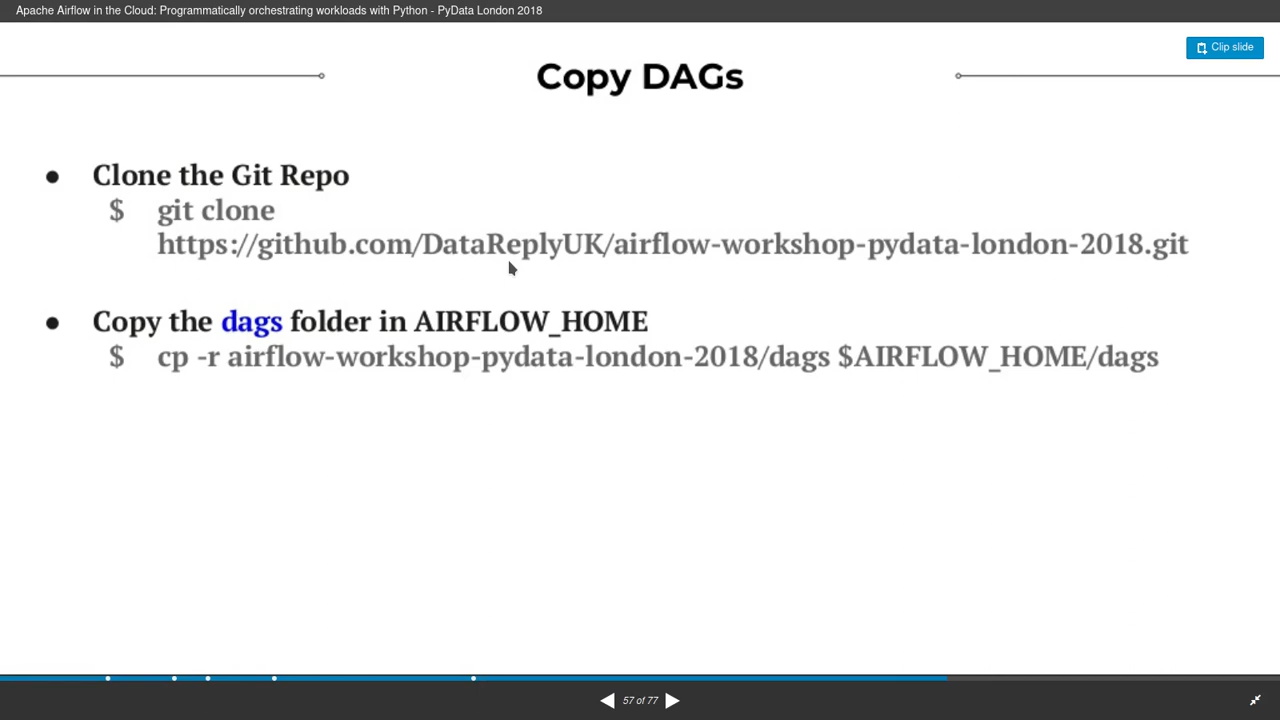 Apache Airflow in the Cloud: Programmatically orchestrating workloads with Python - PyData London 2018
Clip slide
Copy DAGs
● Clone the Git Repo
$ git clone
https://github.com/DataReplyUK/airflow-workshop-pydata-london-2018.git
● Copy the dags folder in AIRFLOW_HOME
$ cp -r airflow-workshop-pydata-london-2018/dags $AIRFLOW_HOME/dags
57 of 77